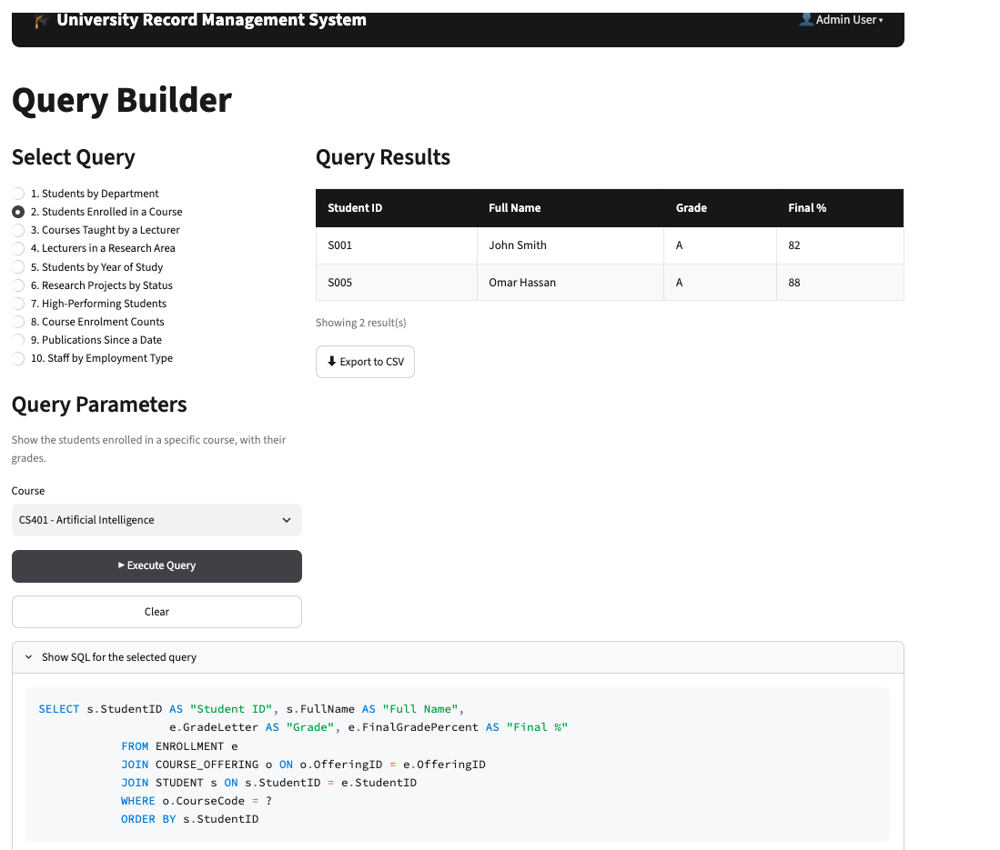 🎓 University Record Management System
👤 Admin User ▾
Query Builder
Select Query
1. Students by Department
2. Students Enrolled in a Course
3. Courses Taught by a Lecturer
4. Lecturers in a Research Area
5. Students by Year of Study
6. Research Projects by Status
7. High-Performing Students
8. Course Enrolment Counts
9. Publications Since a Date
10. Staff by Employment Type
Query Parameters
Show the students enrolled in a specific course, with their
grades.
Course
CS401 - Artificial Intelligence
▶ Execute Query
Clear
Query Results
Student ID Full Name Grade Final %
S001 John Smith A 82
S005 Omar Hassan A 88
Showing 2 result(s)
⬇ Export to CSV
Show SQL for the selected query
SELECT s.StudentID AS "Student ID", s.FullName AS "Full Name",
e.GradeLetter AS "Grade", e.FinalGradePercent AS "Final %"
FROM ENROLLMENT e
JOIN COURSE_OFFERING o ON o.OfferingID = e.OfferingID
JOIN STUDENT s ON s.StudentID = e.StudentID
WHERE o.CourseCode = ?
ORDER BY s.StudentID